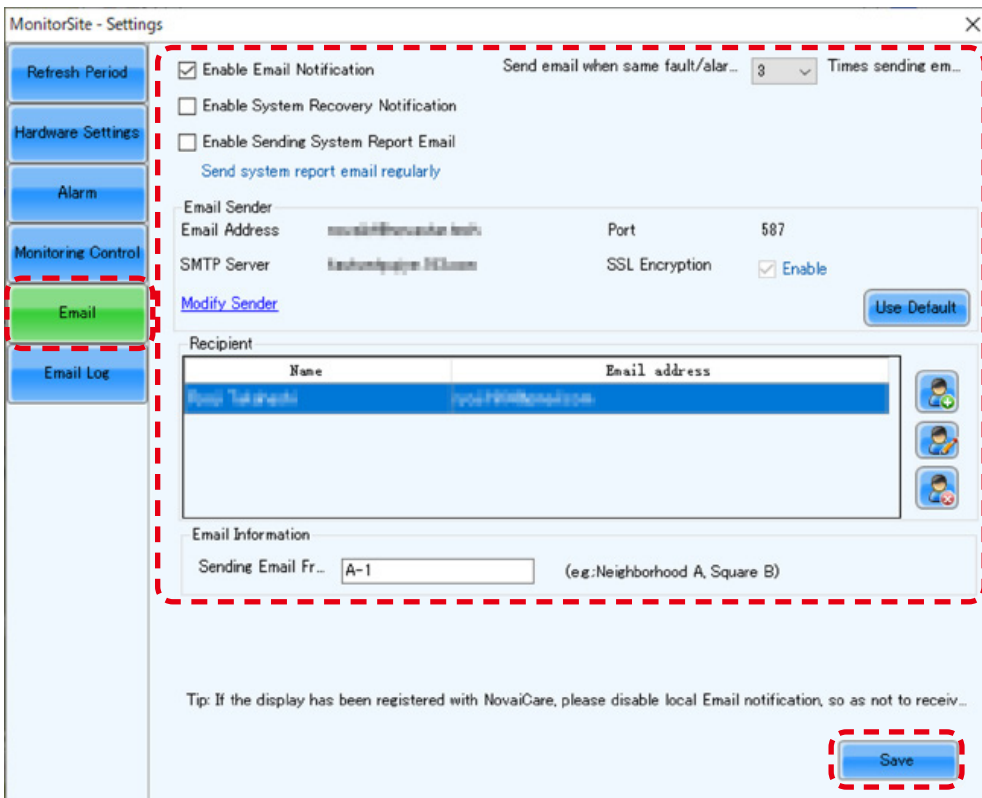 MonitorSite - Settings
Refresh Period
Hardware Settings
Alarm
Monitoring Control
Email
Email Log
Enable Email Notification
Send email when same fault/alar... 3 Times sending em...
Enable System Recovery Notification
Enable Sending System Report Email
Send system report email regularly
Email Sender
Email Address Port 587
SMTP Server SSL Encryption Enable
Modify Sender
Use Default
Recipient
Name Email address
Email Information
Sending Email Fr... A-1 (eg:Neighborhood A, Square B)
Tip: If the display has been registered with NovaiCare, please disable local Email notification, so as not to receiv...
Save